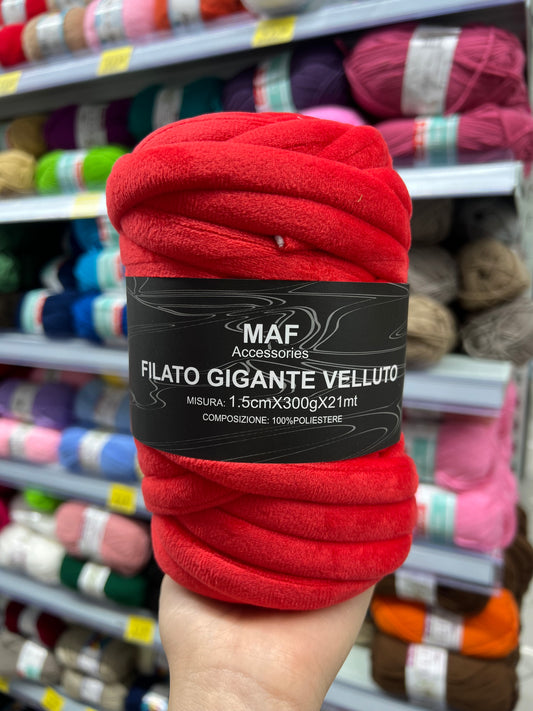 MAF
Accessories
FILATO GIGANTE VELLUTO
MISURA: 1.5cmX300gX21mt
COMPOSIZIONE: 100%POLIESTERE